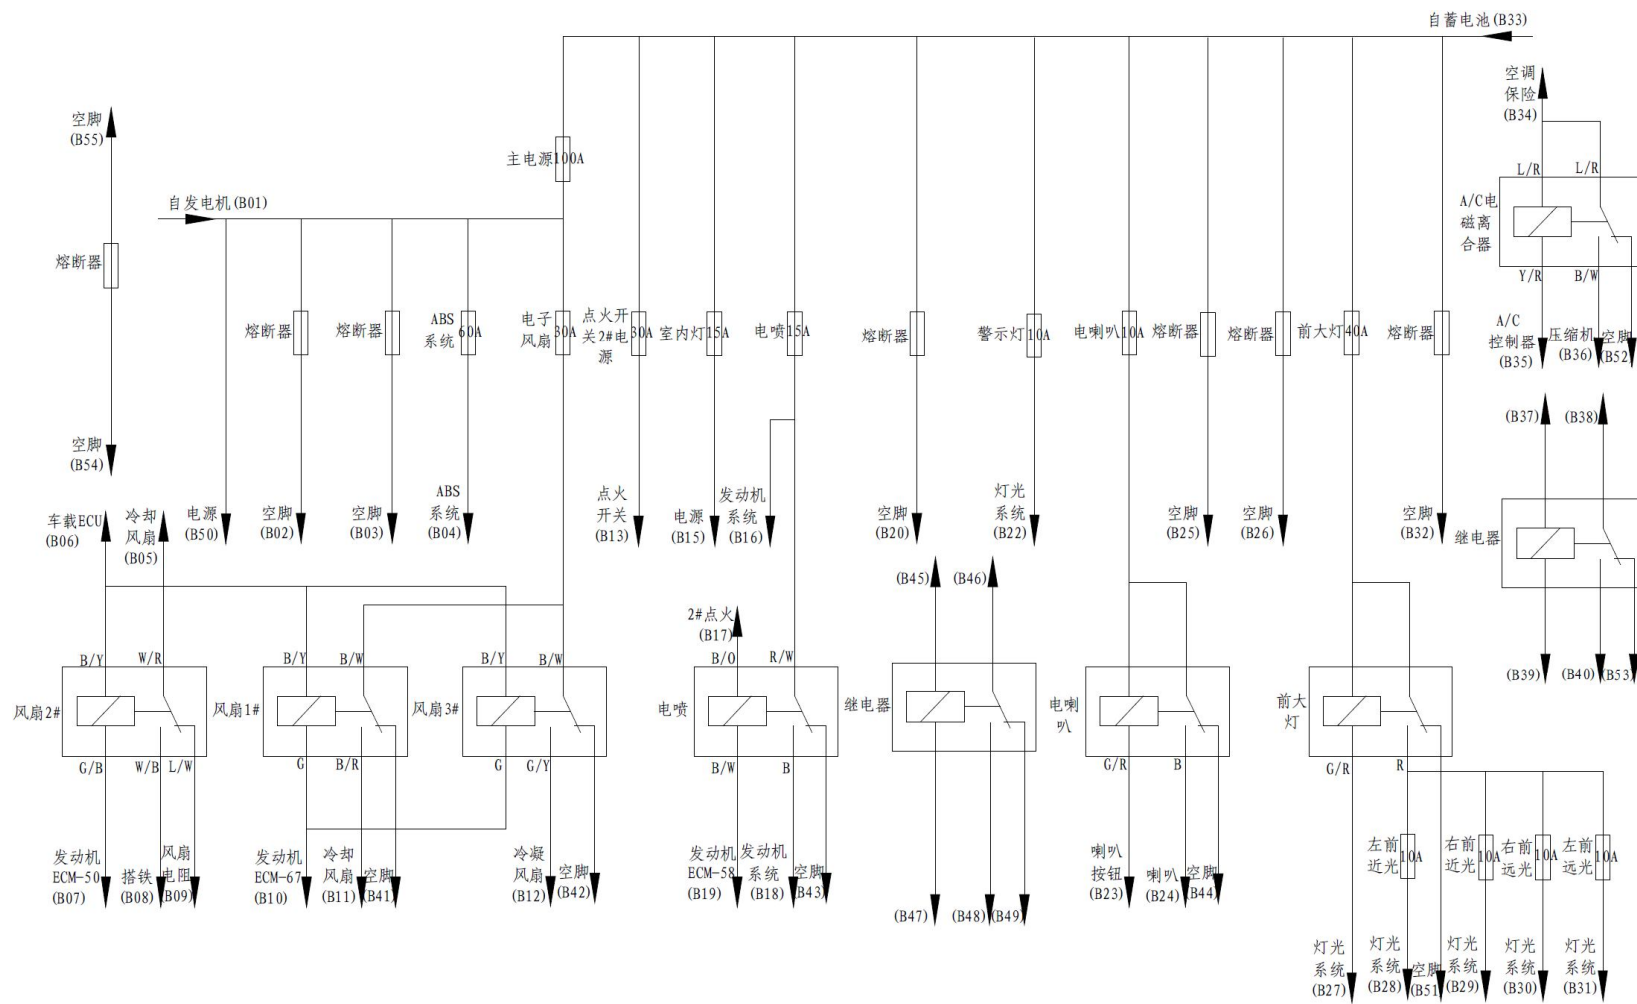 自蓄电池(B33)
空调
保险
(B34)
空脚
(B55)
主电源100A
自发电机(B01)
L/R
L/R
A/C电
磁离
合器
熔断器
Y/R
B/W
熔断器
熔断器
ABS
系统
60A
电子
风扇
30A
点火开
关2#电
源
30A
室内灯15A
电喷15A
熔断器
警示灯10A
电喇叭10A
熔断器
熔断器
前大灯40A
熔断器
A/C
控制器
(B35)
压缩机
(B36)
空脚
(B52)
(B37)
(B38)
空脚
(B54)
车载ECU
(B06)
冷却
风扇
(B05)
电源
(B50)
空脚
(B02)
空脚
(B03)
ABS
系统
(B04)
点火
开关
(B13)
电源
(B15)
发动机
系统
(B16)
空脚
(B20)
灯光
系统
(B22)
空脚
(B25)
空脚
(B26)
空脚
(B32)
继电器
(B45)
(B46)
2#点火
(B17)
B/Y
W/R
B/Y
B/W
B/Y
B/W
B/O
R/W
(B39)
(B40)
(B53)
风扇2#
风扇1#
风扇3#
电喷
继电器
电喇
叭
前大
灯
G/B
W/B
L/W
G
B/R
G
G/Y
B/W
B
G/R
B
G/R
R
发动机
ECM-50
(B07)
搭铁
(B08)
风扇
电阻
(B09)
发动机
ECM-67
(B10)
冷却
风扇
(B11)
空脚
(B41)
冷凝
风扇
(B12)
空脚
(B42)
发动机
ECM-58
(B19)
发动机
系统
(B18)
空脚
(B43)
(B47)
(B48)
(B49)
喇叭
按钮
(B23)
喇叭
(B24)
空脚
(B44)
左前
近光
10A
右前
近光
10A
右前
远光
10A
左前
远光
10A
灯光
系统
(B27)
灯光
系统
(B28)
空脚
(B51)
灯光
系统
(B29)
灯光
系统
(B30)
灯光
系统
(B31)